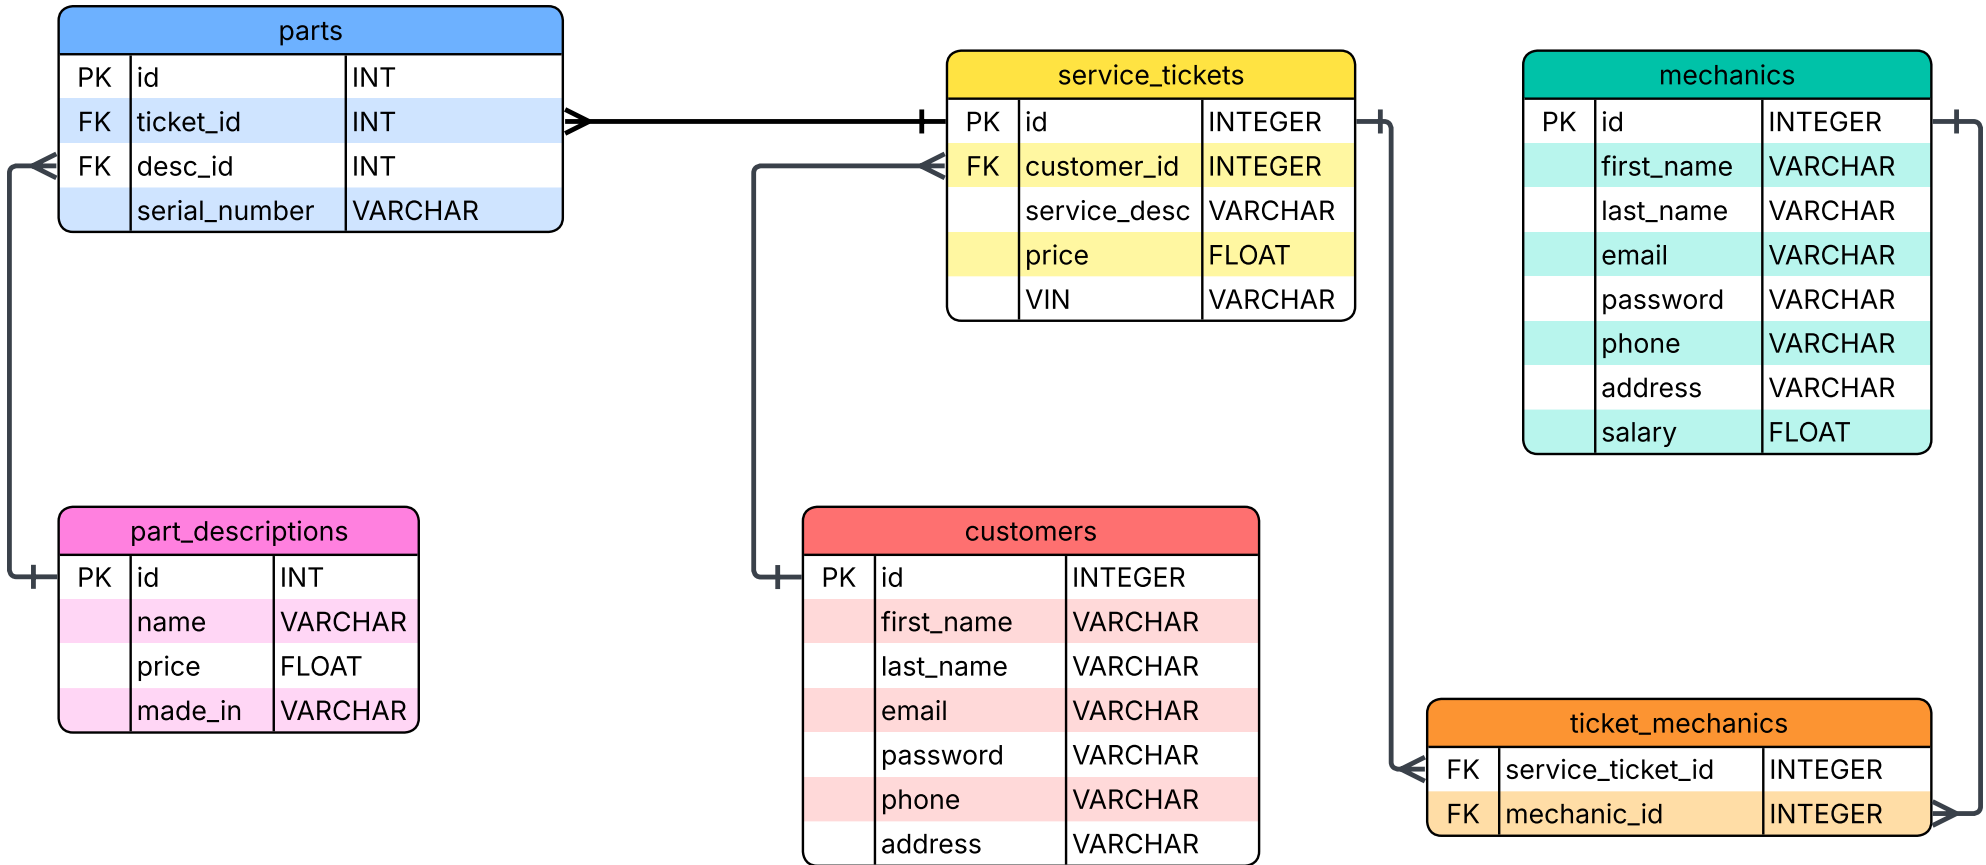 parts
PK id INT
FK ticket_id INT
FK desc_id INT
serial_number VARCHAR
service_tickets
PK id INTEGER
FK customer_id INTEGER
service_desc VARCHAR
price FLOAT
VIN VARCHAR
mechanics
PK id INTEGER
first_name VARCHAR
last_name VARCHAR
email VARCHAR
password VARCHAR
phone VARCHAR
address VARCHAR
salary FLOAT
part_descriptions
PK id INT
name VARCHAR
price FLOAT
made_in VARCHAR
customers
PK id INTEGER
first_name VARCHAR
last_name VARCHAR
email VARCHAR
password VARCHAR
phone VARCHAR
address VARCHAR
ticket_mechanics
FK service_ticket_id INTEGER
FK mechanic_id INTEGER